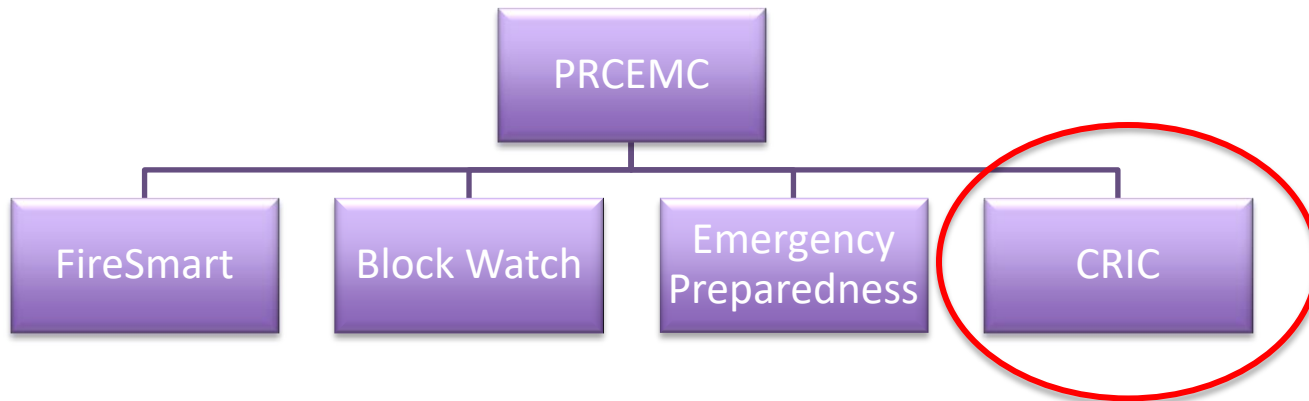 PRCEMC
FireSmart
Block Watch
Emergency
Preparedness
CRIC